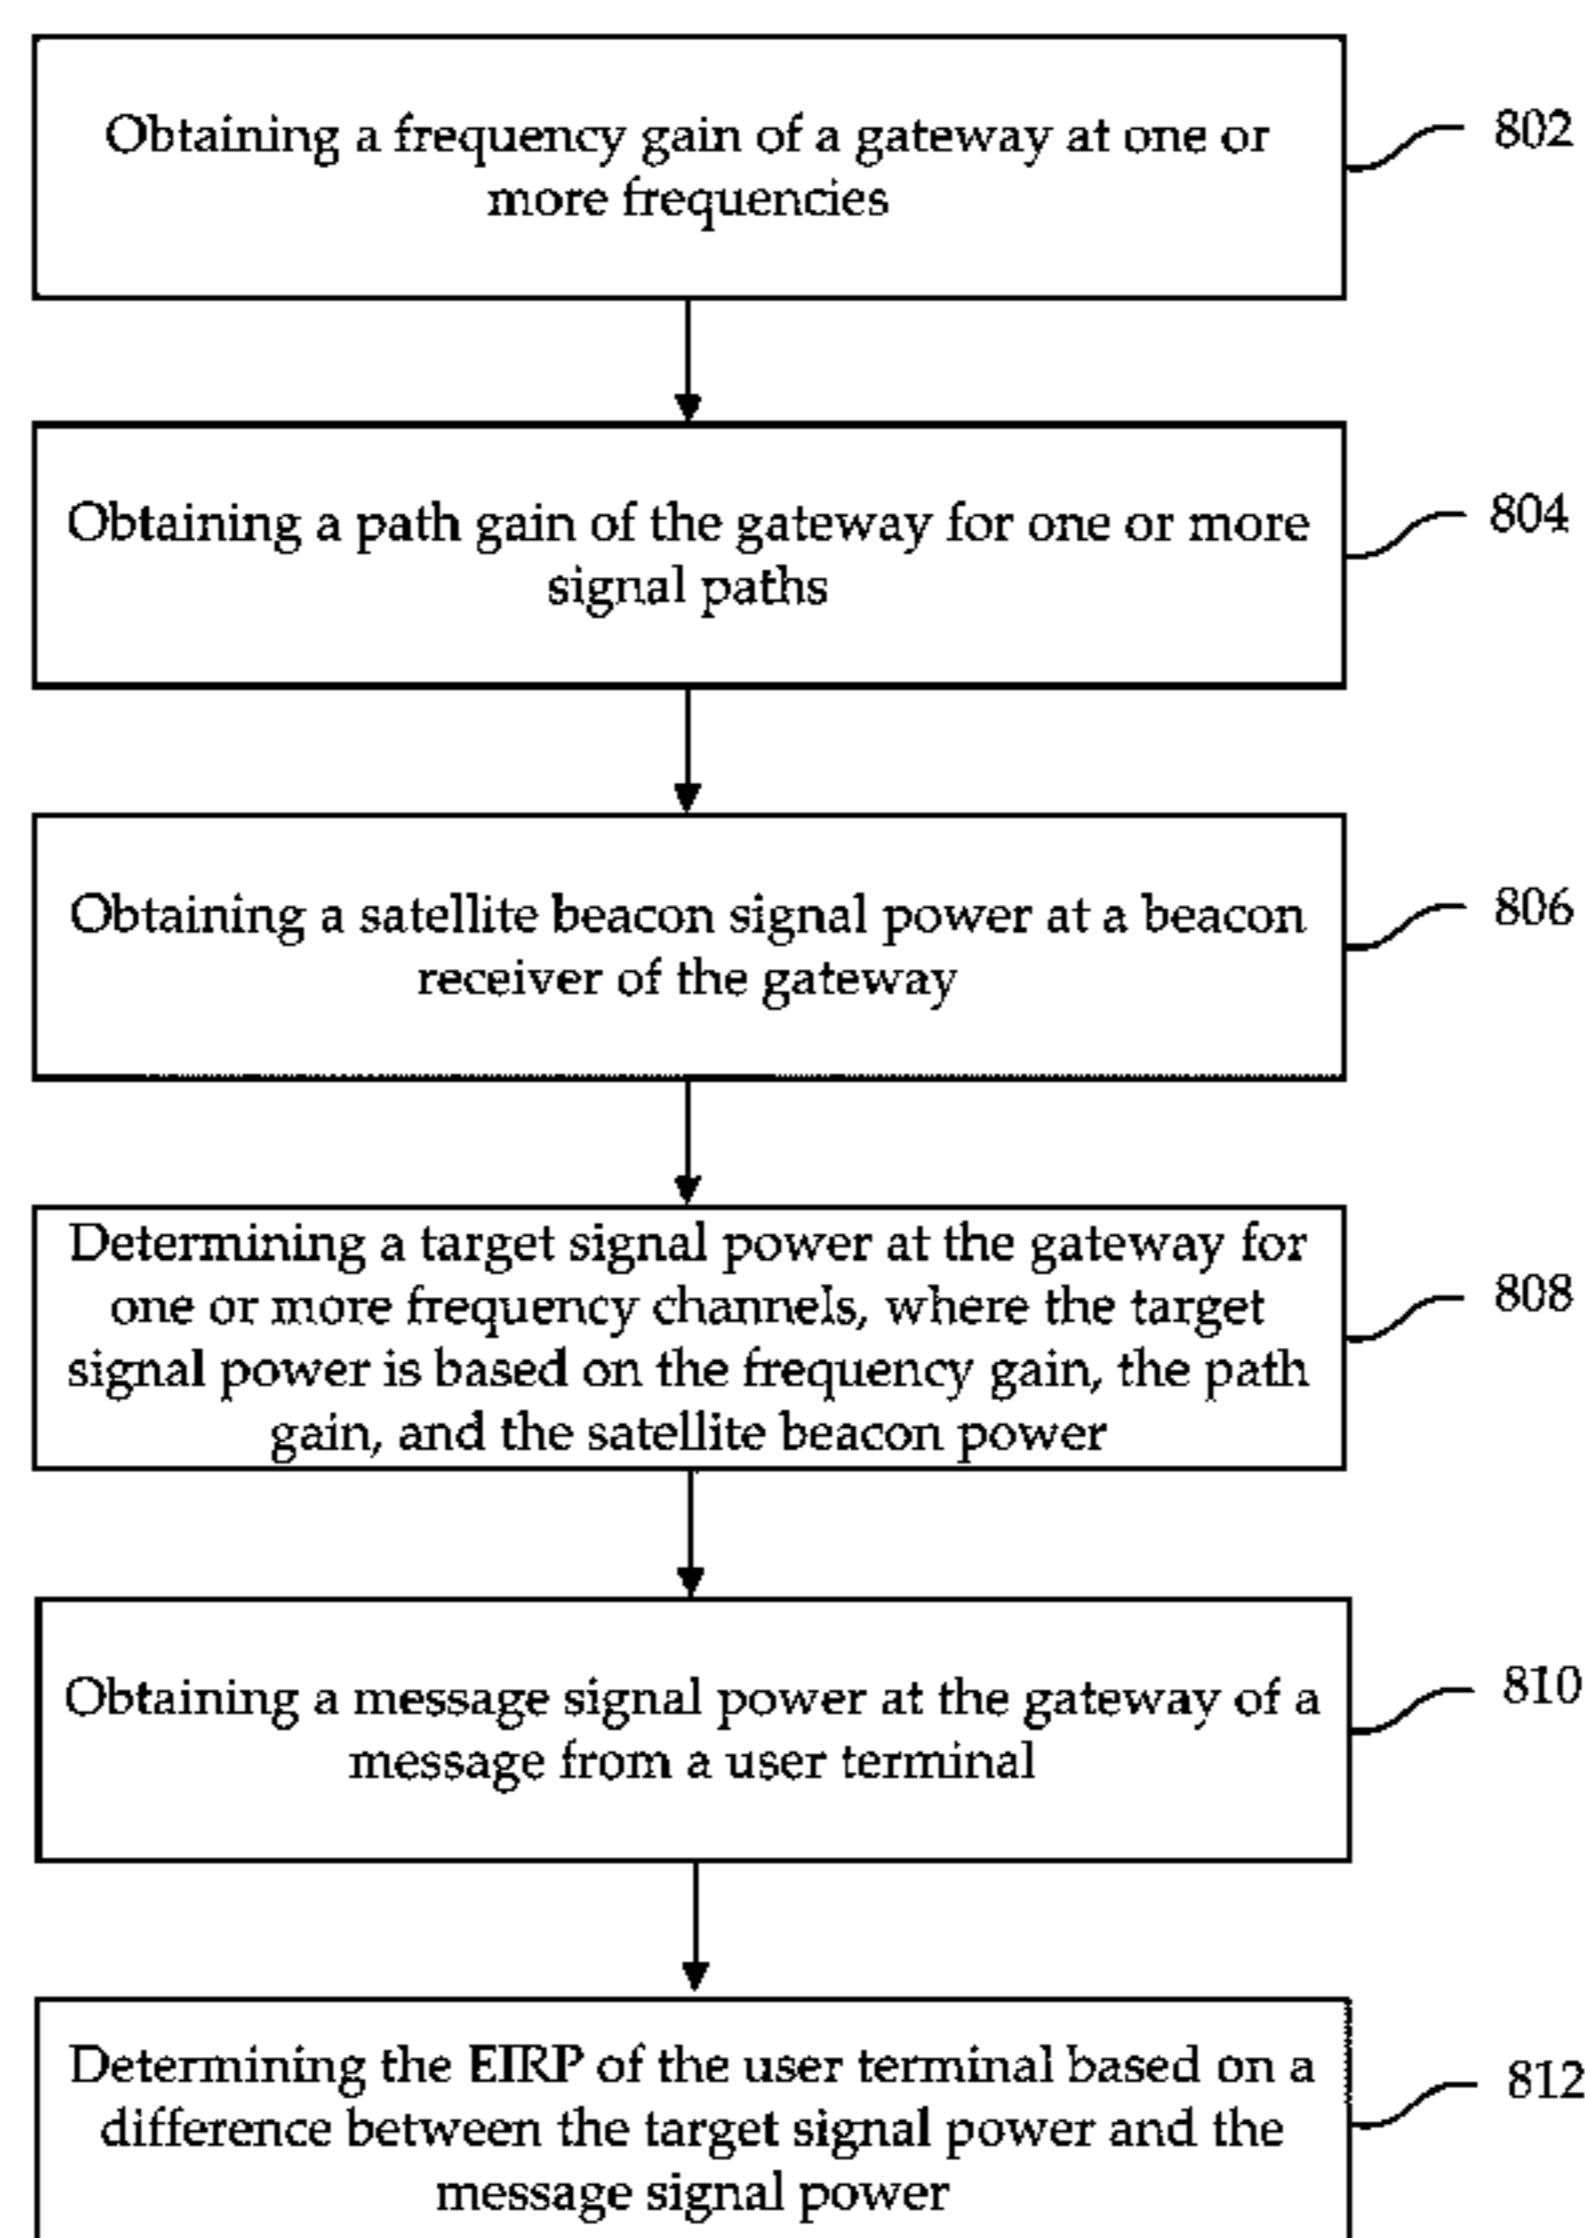 Obtaining a frequency gain of a gateway at one or
more frequencies
802
Obtaining a path gain of the gateway for one or more
signal paths
804
Obtaining a satellite beacon signal power at a beacon
receiver of the gateway
806
Determining a target signal power at the gateway for
one or more frequency channels, where the target
signal power is based on the frequency gain, the path
gain, and the satellite beacon power
808
Obtaining a message signal power at the gateway of a
message from a user terminal
810
Determining the EIRP of the user terminal based on a
difference between the target signal power and the
message signal power
812